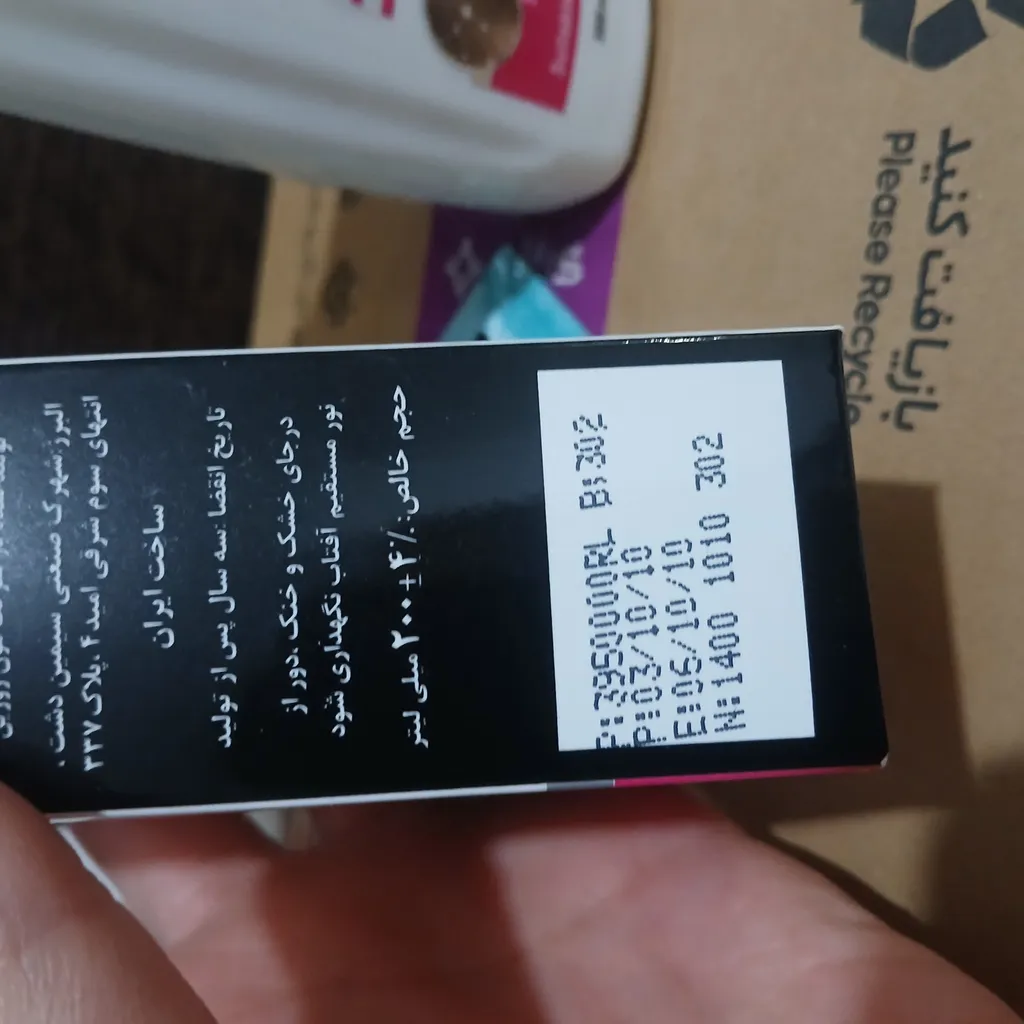 البرز، شهرک صنعتی سیمین دشت،
انتهای سوم شرقی امید ۴، پلاک ۳۳۷
ساخت ایران
تاریخ انقضا: سه سال پس از تولید
درجای خشک و خنک ،دور از
نور مستقیم آفتاب نگهداری شود
حجم خالص: ٪۴±۲۰۰ میلی لیتر
P:3950000RL B:302
P:03/10/10
E:06/10/10
N:1400 1010 302
بازیافت کنید
Please Recycle